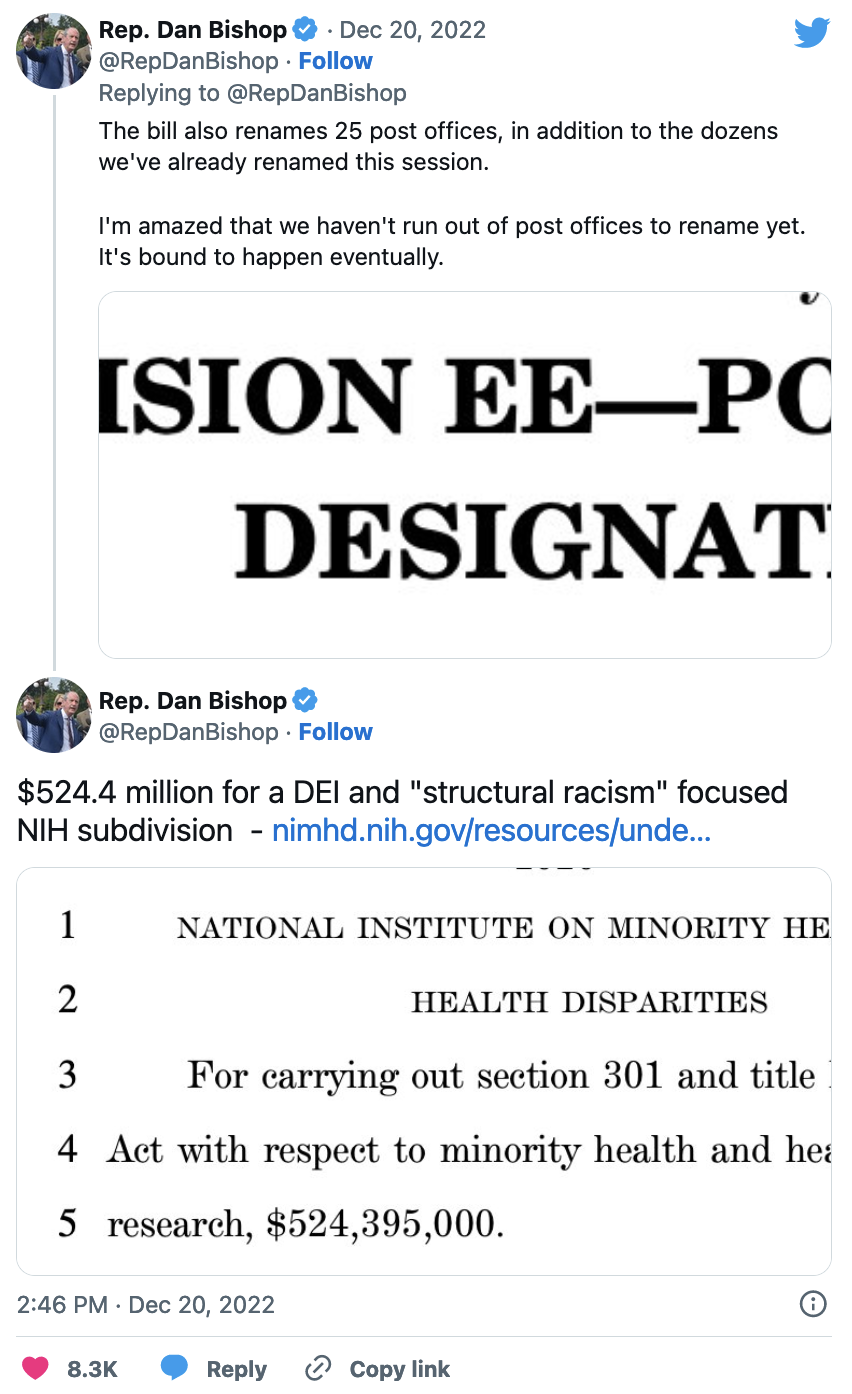 Rep. Dan Bishop · Dec 20, 2022
@RepDanBishop · Follow
Replying to @RepDanBishop
The bill also renames 25 post offices, in addition to the dozens
we've already renamed this session.
I'm amazed that we haven't run out of post offices to rename yet.
It's bound to happen eventually.
ISION EE—PO
DESIGNAT
Rep. Dan Bishop
@RepDanBishop · Follow
$524.4 million for a DEI and "structural racism" focused
NIH subdivision - nimhd.nih.gov/resources/unde...
1 NATIONAL INSTITUTE ON MINORITY HE
2 HEALTH DISPARITIES
3 For carrying out section 301 and title
4 Act with respect to minority health and hea
5 research, $524,395,000.
2:46 PM · Dec 20, 2022
8.3K Reply Copy link